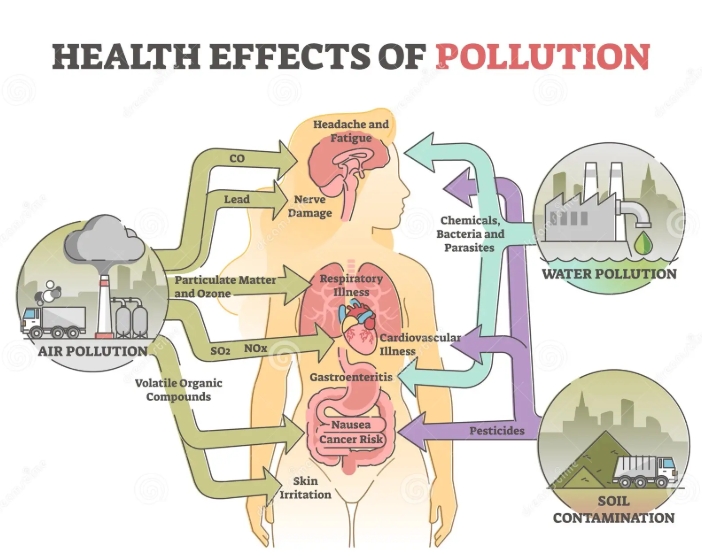 HEALTH EFFECTS OF POLLUTION
Headache and
Fatigue
CO
Lead
Nerve
Damage
Chemicals,
Bacteria and
Parasites
WATER POLLUTION
Particulate Matter
and Ozone
Respiratory
Illness
AIR POLLUTION
SO2 NOx
Cardiovascular
Illness
Volatile Organic
Compounds
Gastroenteritis
Nausea
Cancer Risk
Pesticides
Skin
Irritation
SOIL
CONTAMINATION